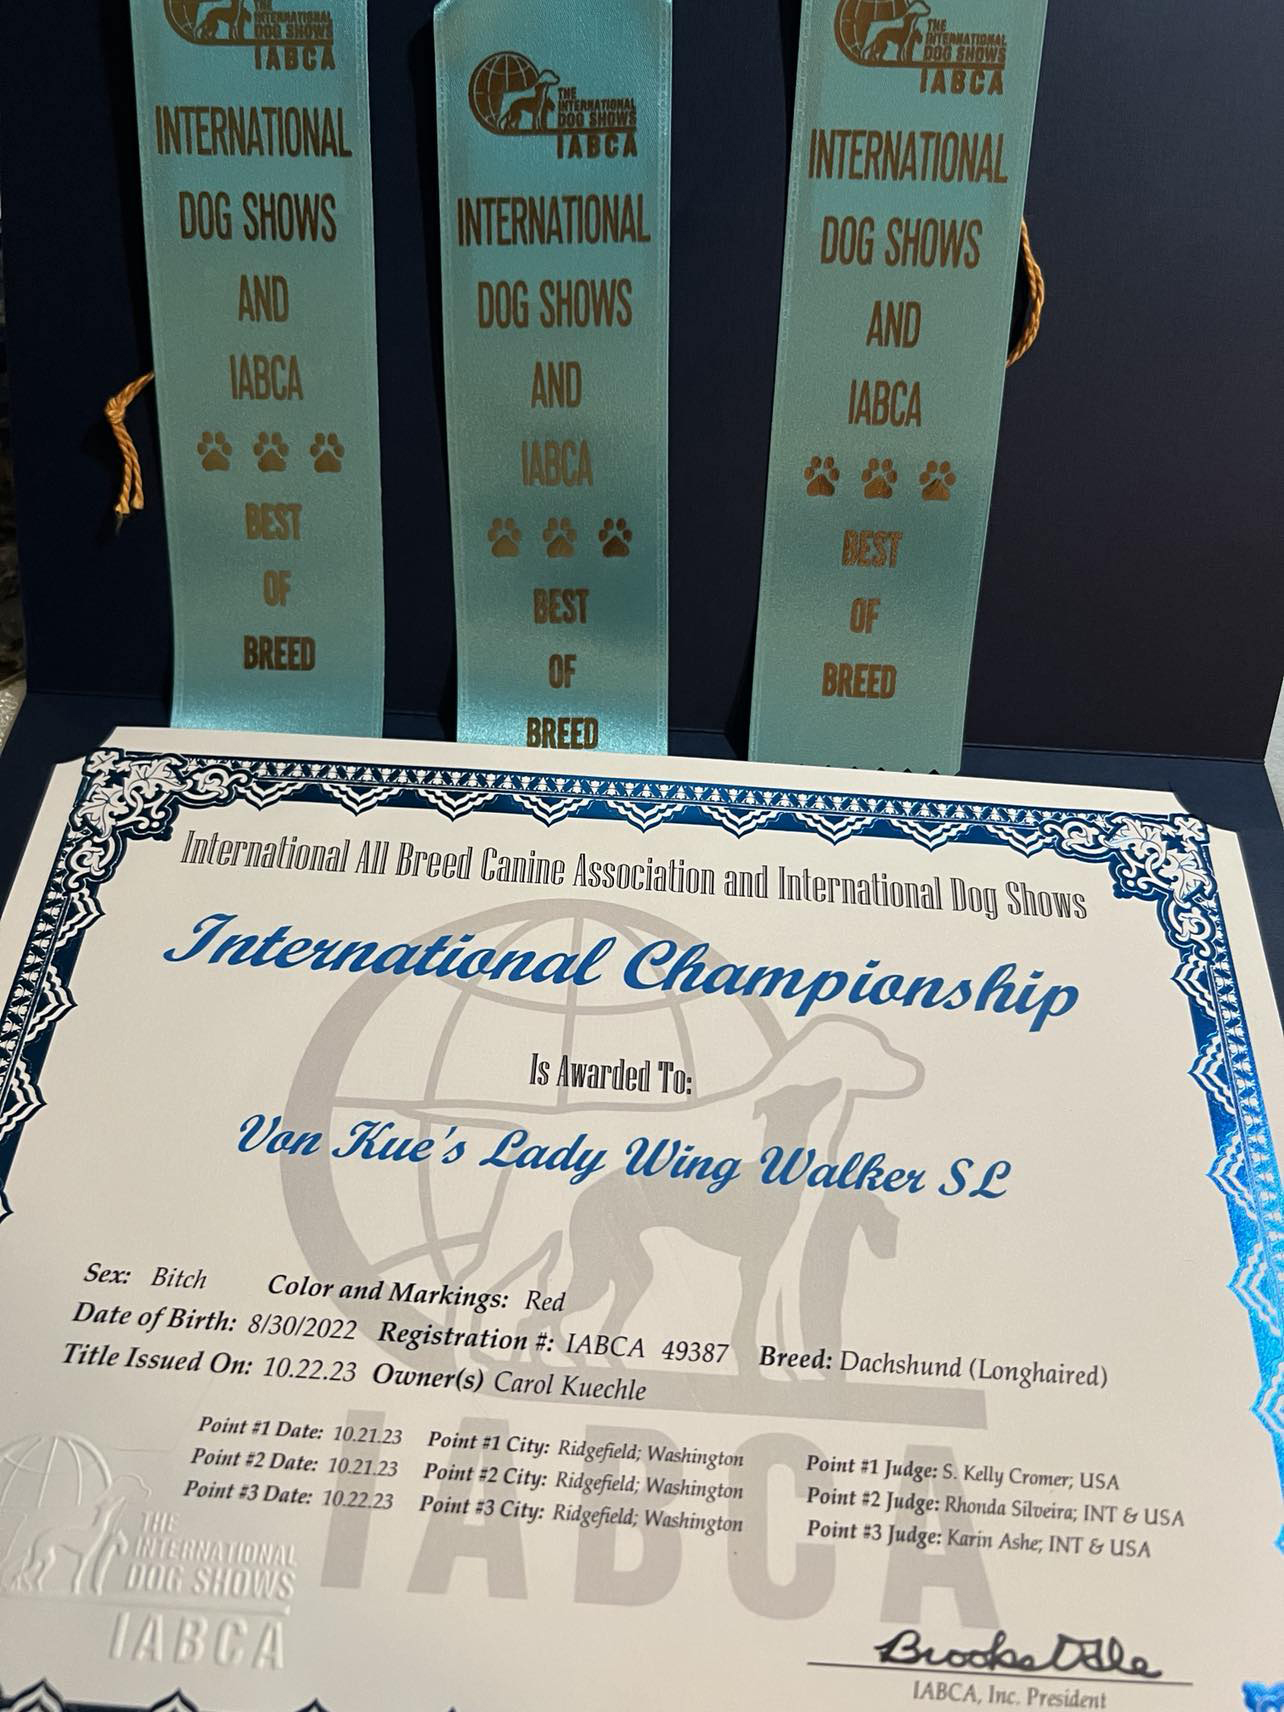 THE
INTERNATIONAL
DOG SHOWS
IABCA
INTERNATIONAL
DOG SHOWS
AND
IABCA
BEST
OF
BREED
THE
INTERNATIONAL
DOG SHOWS
IABCA
INTERNATIONAL
DOG SHOWS
AND
IABCA
BEST
OF
BREED
THE
INTERNATIONAL
DOG SHOWS
IABCA
INTERNATIONAL
DOG SHOWS
AND
IABCA
BEST
OF
BREED
International All Breed Canine Association and International Dog Shows
International Championship
Is Awarded To:
Von Kue's Lady Wing Walker SL
Sex: Bitch Color and Markings: Red
Date of Birth: 8/30/2022 Registration #: IABCA 49387 Breed: Dachshund (Longhaired)
Title Issued On: 10.22.23 Owner(s) Carol Kuechle
Point #1 Date: 10.21.23 Point #1 City: Ridgefield; Washington Point #1 Judge: S. Kelly Cromer; USA
Point #2 Date: 10.21.23 Point #2 City: Ridgefield; Washington Point #2 Judge: Rhonda Silveira; INT & USA
Point #3 Date: 10.22.23 Point #3 City: Ridgefield; Washington Point #3 Judge: Karin Ashe; INT & USA
IABCA
THE
INTERNATIONAL
DOG SHOWS
IABCA
IABCA, Inc. President